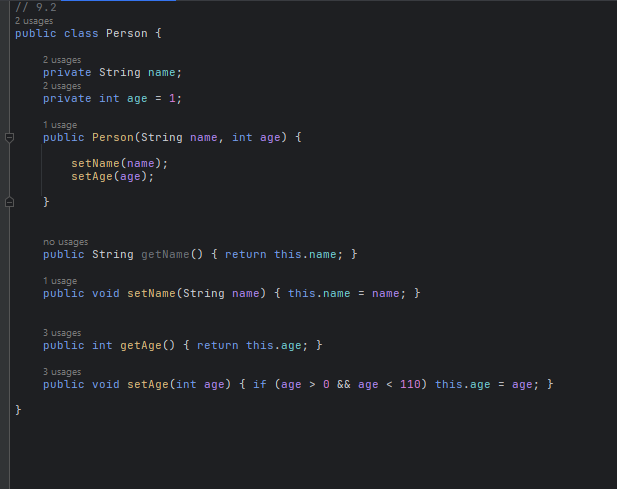 // 9.2
2 usages
public class Person {
2 usages
private String name;
2 usages
private int age = 1;
1 usage
public Person(String name, int age) {
setName(name);
setAge(age);
}
no usages
public String getName() { return this.name; }
1 usage
public void setName(String name) { this.name = name; }
3 usages
public int getAge() { return this.age; }
3 usages
public void setAge(int age) { if (age > 0 && age < 110) this.age = age; }
}